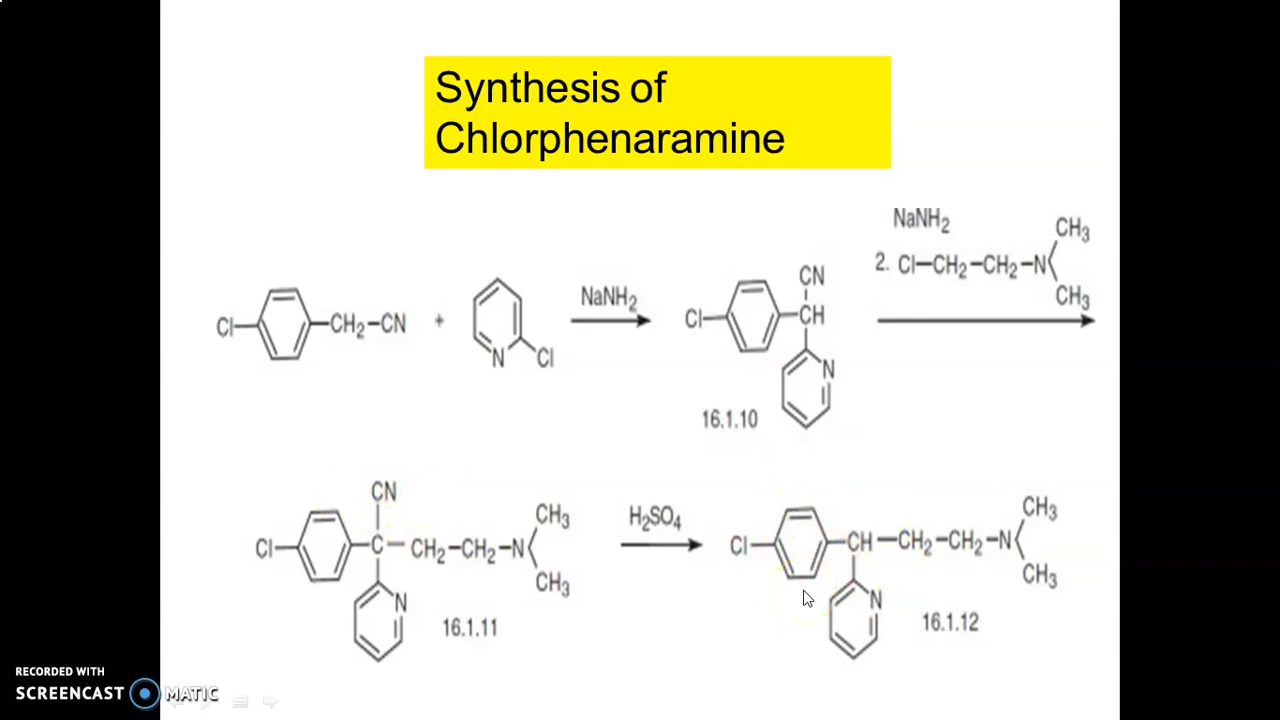 Synthesis of
Chlorphenaramine
NaNH₂
2. Cl–CH₂–CH₂–N
CH₃
CH₃
Cl
CH₂–CN
+
N
Cl
NaNH₂
Cl
CN
CH
N
16.1.10
Cl
CN
C
CH₂–CH₂–N
CH₃
CH₃
N
16.1.11
H₂SO₄
Cl
CH–CH₂–CH₂–N
CH₃
CH₃
N
16.1.12
RECORDED WITH
SCREENCAST MATIC